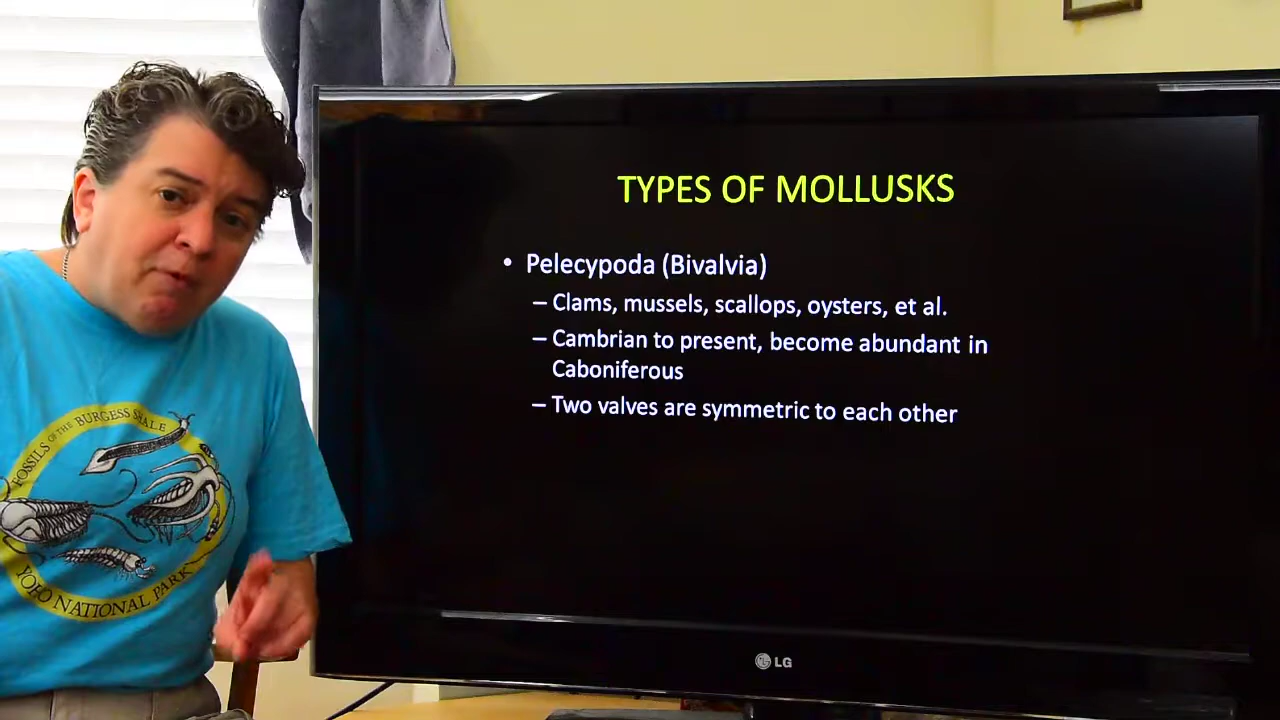 TYPES OF MOLLUSKS
• Pelecypoda (Bivalvia)
– Clams, mussels, scallops, oysters, et al.
– Cambrian to present, become abundant in
Caboniferous
– Two valves are symmetric to each other
FOSSILS OF THE BURGESS SHALE
YOHO NATIONAL PARK
LG